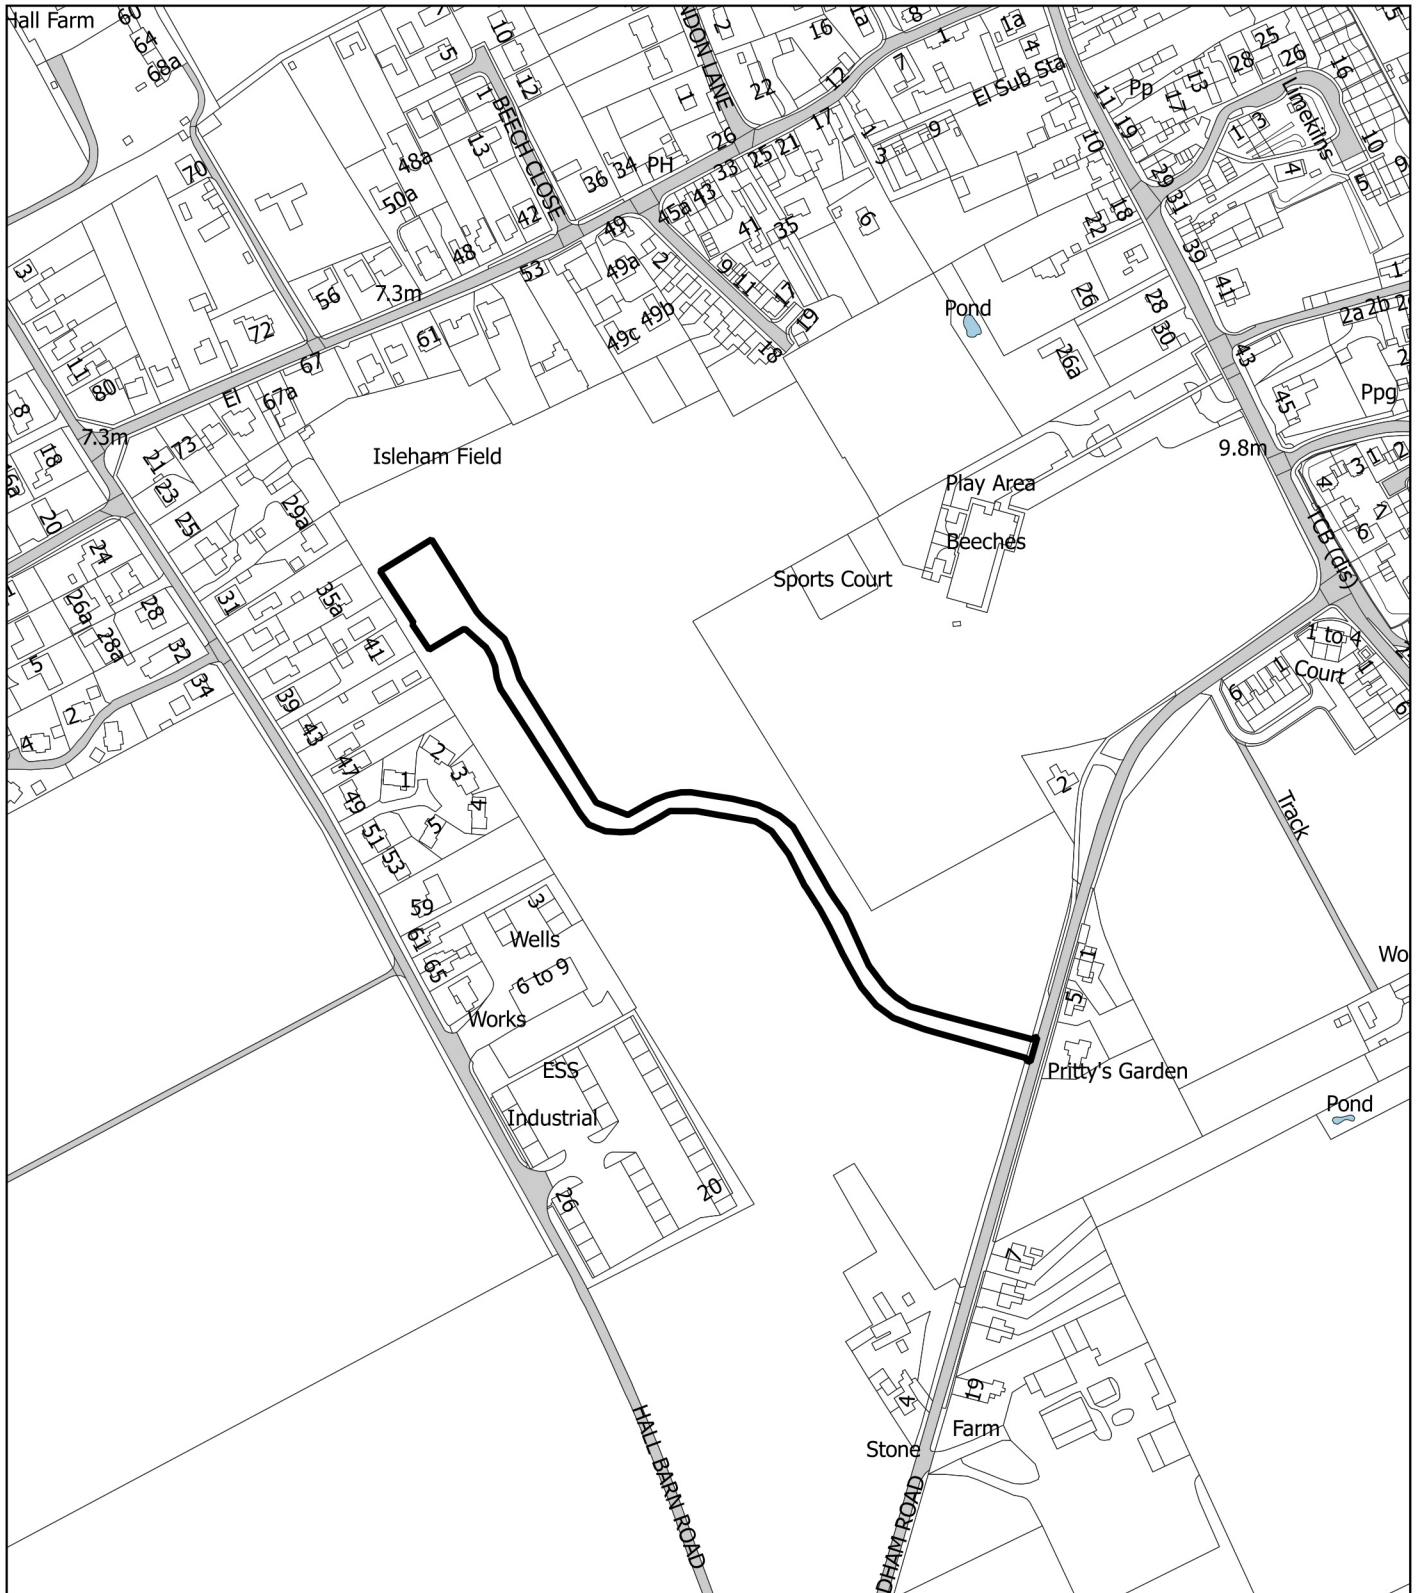 Hall Farm
60
64
68a
70
5
10
12
1
13
BEECH CLOSE
48a
50a
48
42
36
34
PH
NDON LANE
2
22
1
26
16
1a
8
1
1a
4
7
12
17
1
3
9
El Sub Sta
25
21
33
43
45a
41
35
6
49
49a
2
49b
49c
53
9
11
17
19
18
56
7.3m
72
67
61
El
67a
3
11
80
8
7.3m
18
16a
20
73
21
23
25
29a
Isleham Field
Pond
Pp
11
19
17
13
28
25
26
16
Limekilns
1
3
4
10
5
9
10
29
31
18
22
39
41
26
28
30
26a
43
45
1
2a
2b
2
Ppg
9.8m
Play Area
Beeches
Sports Court
4
3
1
2
7
6
TCB (dis)
1 to 4
Court
1
6
1
6
24
26a
28
28a
32
34
5
2
4
31
35a
41
39
43
47
49
51
53
1
2
3
4
5
59
61
65
3
Wells
6 to 9
Works
ESS
Industrial
26
20
2
Track
Wo
1
5
Pritty's Garden
Pond
7
19
4
Farm
Stone
HALL BARN ROAD
DHAM ROAD